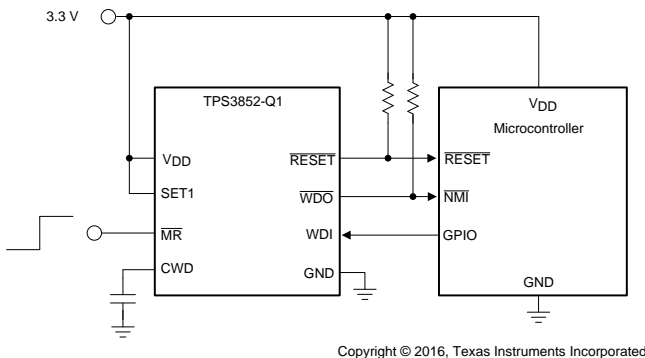 3.3 V
TPS3852-Q1
VDD
SET1
MR
CWD
RESET
WDO
WDI
GND
VDD
Microcontroller
RESET
NMI
GPIO
GND
Copyright © 2016, Texas Instruments Incorporated